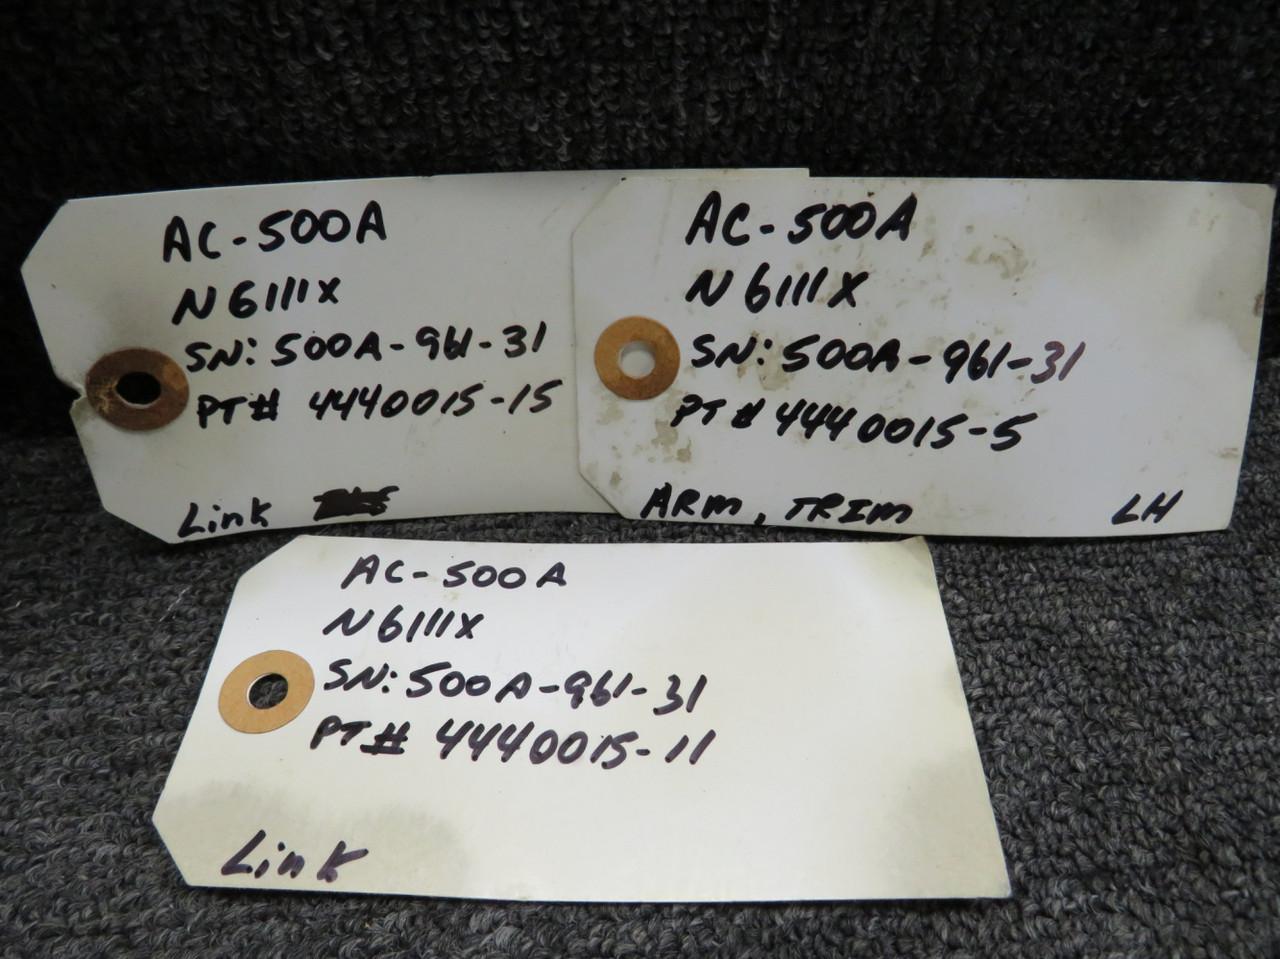 AC-500A
N6111X
SN: 500A-961-31
PT# 4440015-15
Link
AC-500A
N6111X
SN: 500A-961-31
PT# 4440015-5
ARM, TRIM LH
AC-500A
N6111X
SN: 500A-961-31
PT# 4440015-11
Link